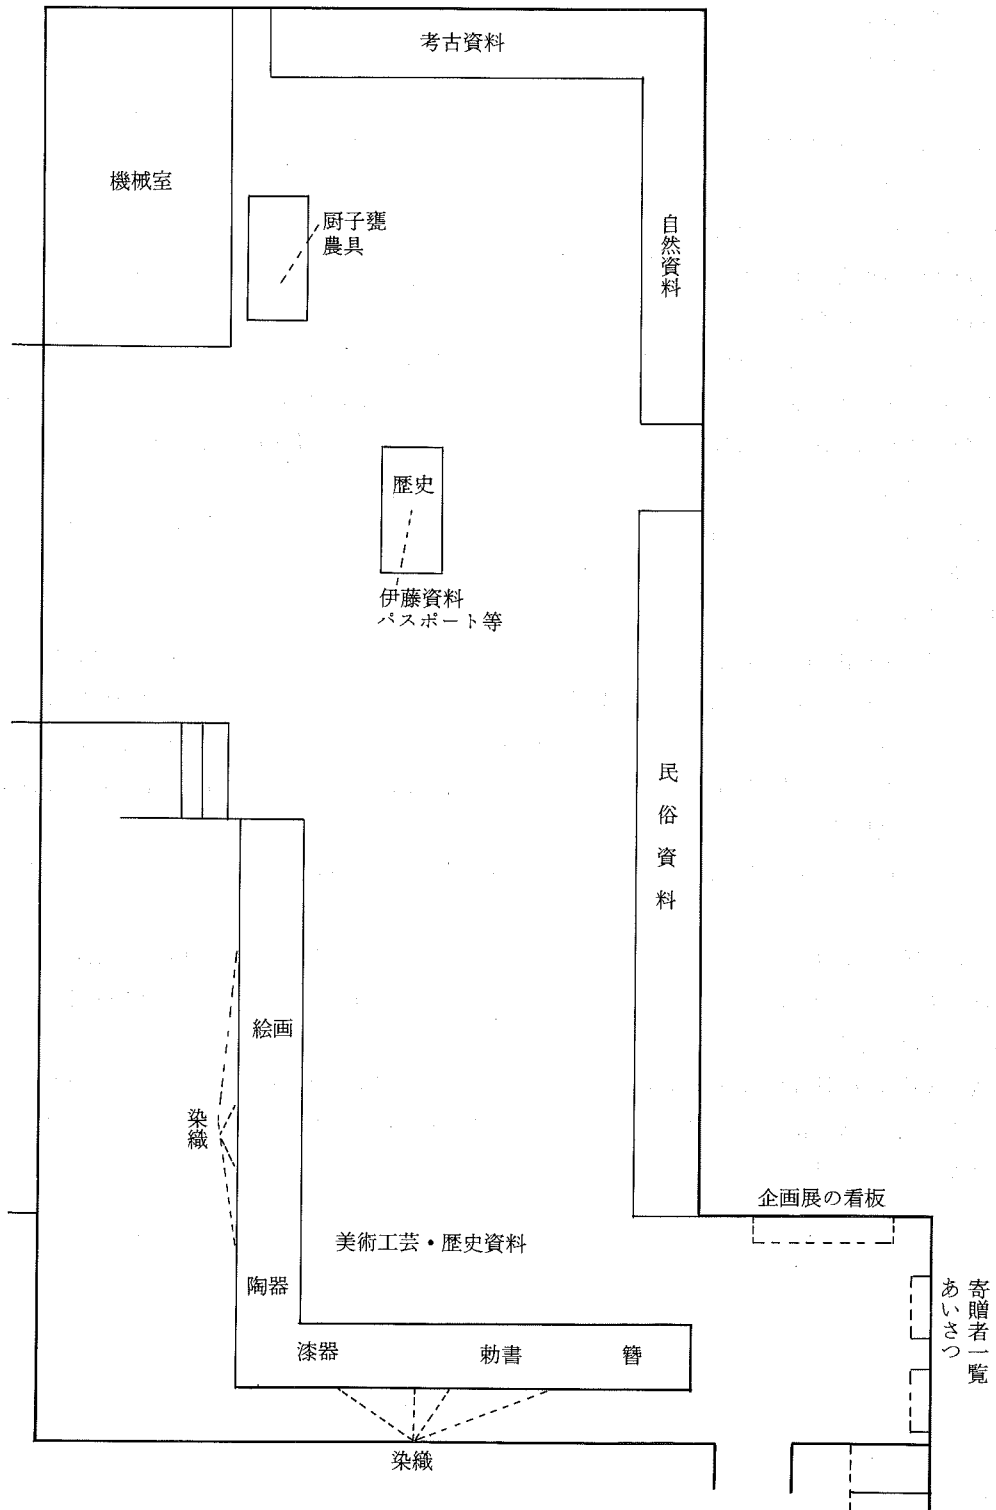 考古資料
機械室
厨子甕
農具
自然資料
歴史
伊藤資料
パスポート等
民俗資料
絵画
染織
企画展の看板
美術工芸・歴史資料
陶器
寄贈者一覧
あいさつ
漆器
勅書
簪
染織